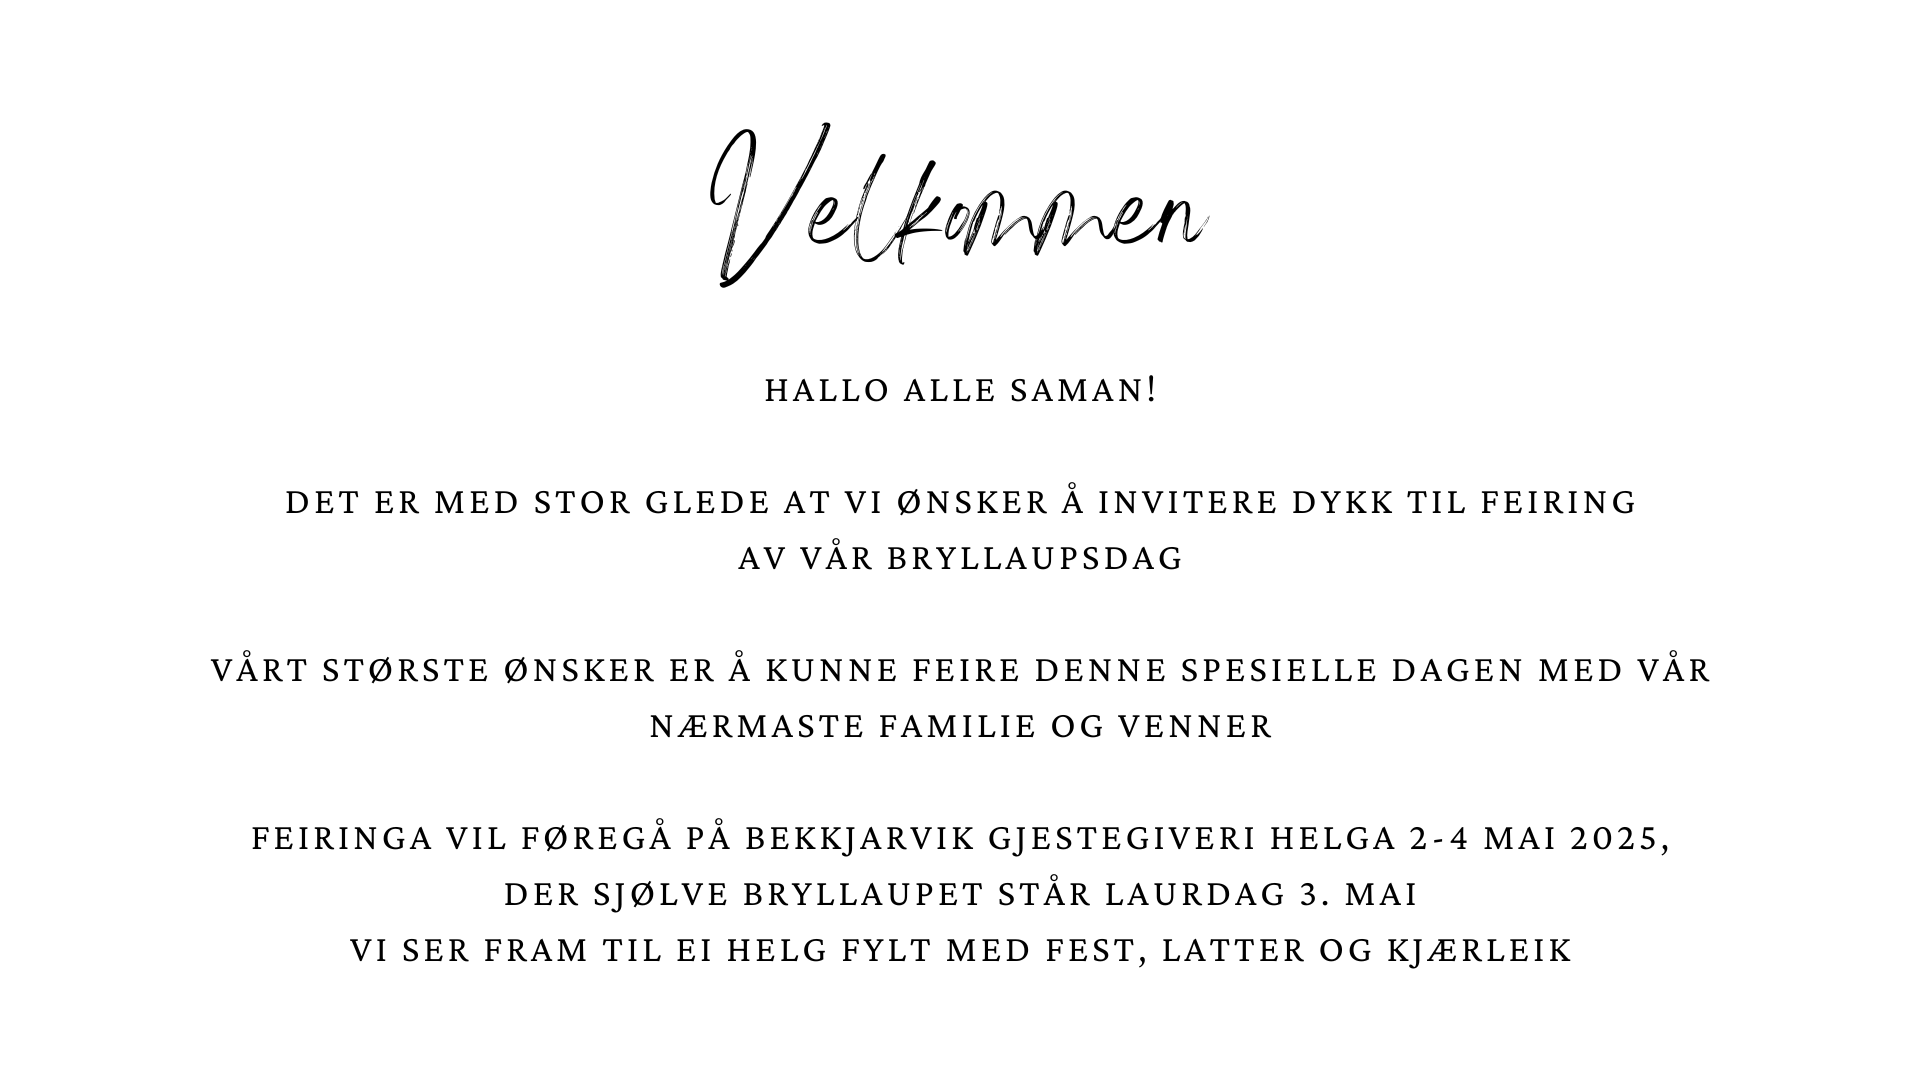 Velkommen
HALLO ALLE SAMAN!
DET ER MED STOR GLEDE AT VI ØNSKER Å INVITERE DYKK TIL FEIRING
AV VÅR BRYLLAUPSDAG
VÅRT STØRSTE ØNSKER ER Å KUNNE FEIRE DENNE SPESIELLE DAGEN MED VÅR
NÆRMASTE FAMILIE OG VENNER
FEIRINGA VIL FØREGÅ PÅ BEKKJARVIK GJESTEGIVERI HELGA 2-4 MAI 2025,
DER SJØLVE BRYLLAUPET STÅR LAURDAG 3. MAI
VI SER FRAM TIL EI HELG FYLT MED FEST, LATTER OG KJÆRLEIK